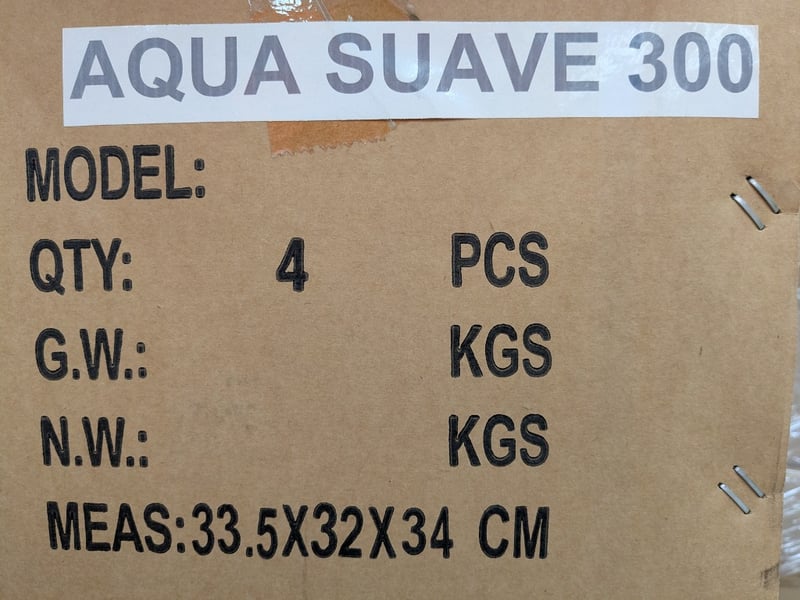 AQUA SUAVE 300
MODEL:
QTY: 4 PCS
G.W.: KGS
N.W.: KGS
MEAS:33.5X32X34 CM